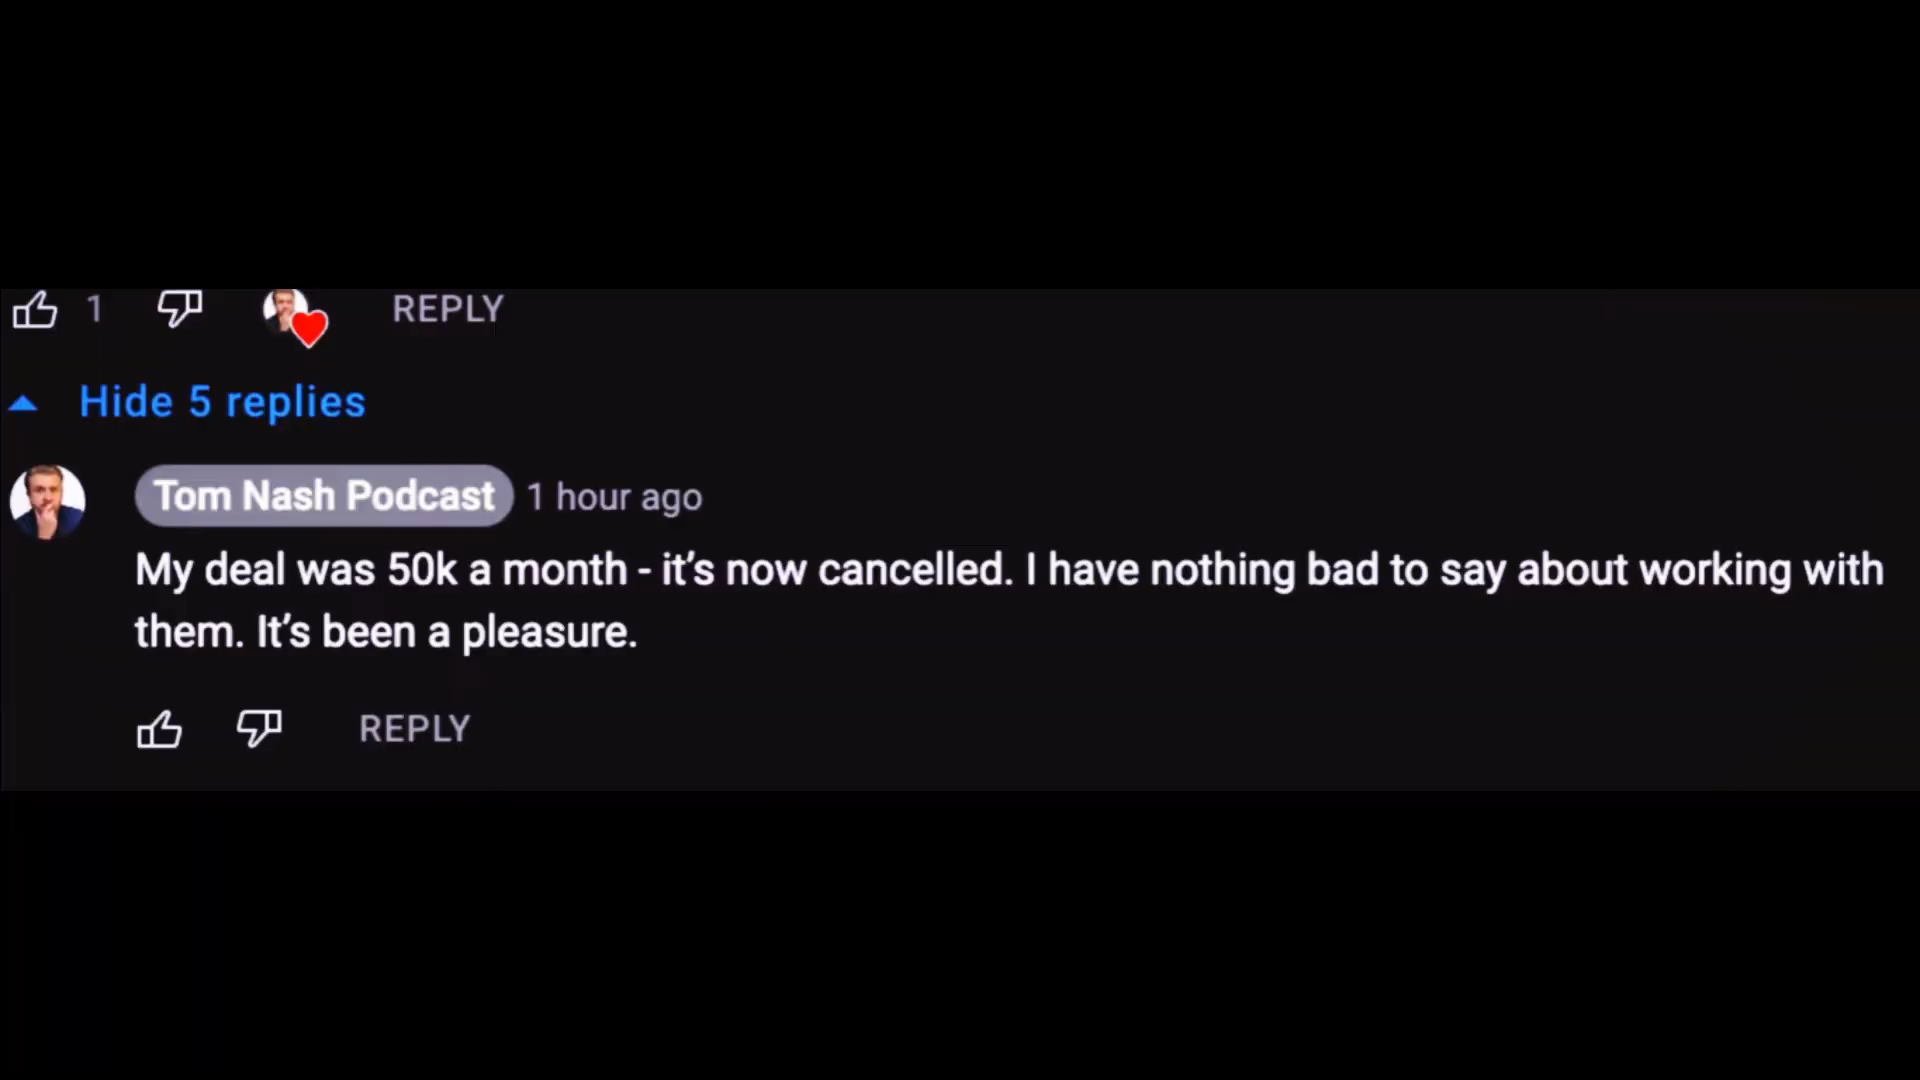 1 REPLY
Hide 5 replies
Tom Nash Podcast 1 hour ago
My deal was 50k a month - it's now cancelled. I have nothing bad to say about working with
them. It's been a pleasure.
REPLY